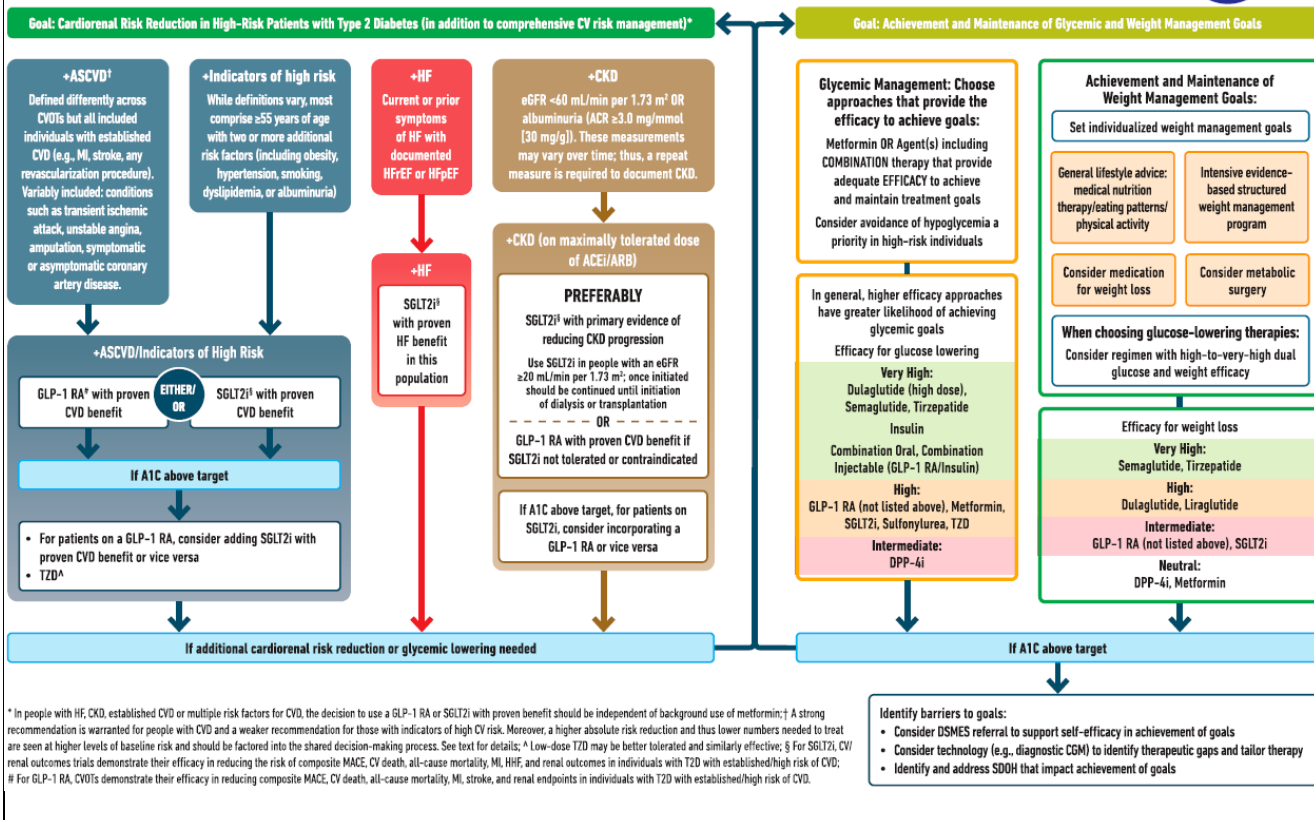 Goal: Cardiorenal Risk Reduction in High-Risk Patients with Type 2 Diabetes (in addition to comprehensive CV risk management)*
+ASCVD†
Defined differently across
CVOTs but all included
individuals with established
CVD (e.g., MI, stroke, any
revascularization procedure).
Variably included: conditions
such as transient ischemic
attack, unstable angina,
amputation, symptomatic
or asymptomatic coronary
artery disease.
+Indicators of high risk
While definitions vary, most
comprise ≥55 years of age
with two or more additional
risk factors (including obesity,
hypertension, smoking,
dyslipidemia, or albuminuria)
+HF
Current or prior
symptoms
of HF with
documented
HFrEF or HFpEF
+CKD
eGFR <60 mL/min per 1.73 m² OR
albuminuria (ACR ≥3.0 mg/mmol
[30 mg/g]). These measurements
may vary over time; thus, a repeat
measure is required to document CKD.
+ASCVD/Indicators of High Risk
GLP-1 RA# with proven
CVD benefit
EITHER/
OR
SGLT2i§ with proven
CVD benefit
If A1C above target
• For patients on a GLP-1 RA, consider adding SGLT2i with
proven CVD benefit or vice versa
• TZD^
+HF
SGLT2i§
with proven
HF benefit
in this
population
+CKD (on maximally tolerated dose
of ACEi/ARB)
PREFERABLY
SGLT2i§ with primary evidence of
reducing CKD progression
Use SGLT2i in people with an eGFR
≥20 mL/min per 1.73 m²; once initiated
should be continued until initiation
of dialysis or transplantation
OR
GLP-1 RA with proven CVD benefit if
SGLT2i not tolerated or contraindicated
If A1C above target, for patients on
SGLT2i, consider incorporating a
GLP-1 RA or vice versa
If additional cardiorenal risk reduction or glycemic lowering needed
Goal: Achievement and Maintenance of Glycemic and Weight Management Goals
Glycemic Management: Choose
approaches that provide the
efficacy to achieve goals:
Metformin OR Agent(s) including
COMBINATION therapy that provide
adequate EFFICACY to achieve
and maintain treatment goals
Consider avoidance of hypoglycemia a
priority in high-risk individuals
In general, higher efficacy approaches
have greater likelihood of achieving
glycemic goals
Efficacy for glucose lowering
Very High:
Dulaglutide (high dose),
Semaglutide, Tirzepatide
Insulin
Combination Oral, Combination
Injectable (GLP-1 RA/Insulin)
High:
GLP-1 RA (not listed above), Metformin,
SGLT2i, Sulfonylurea, TZD
Intermediate:
DPP-4i
Achievement and Maintenance of
Weight Management Goals:
Set individualized weight management goals
General lifestyle advice:
medical nutrition
therapy/eating patterns/
physical activity
Intensive evidence-
based structured
weight management
program
Consider medication
for weight loss
Consider metabolic
surgery
When choosing glucose-lowering therapies:
Consider regimen with high-to-very-high dual
glucose and weight efficacy
Efficacy for weight loss
Very High:
Semaglutide, Tirzepatide
High:
Dulaglutide, Liraglutide
Intermediate:
GLP-1 RA (not listed above), SGLT2i
Neutral:
DPP-4i, Metformin
If A1C above target
Identify barriers to goals:
• Consider DSMES referral to support self-efficacy in achievement of goals
• Consider technology (e.g., diagnostic CGM) to identify therapeutic gaps and tailor therapy
• Identify and address SDOH that impact achievement of goals
* In people with HF, CKD, established CVD or multiple risk factors for CVD, the decision to use a GLP-1 RA or SGLT2i with proven benefit should be independent of background use of metformin;† A strong
recommendation is warranted for people with CVD and a weaker recommendation for those with indicators of high CV risk. Moreover, a higher absolute risk reduction and thus lower numbers needed to treat
are seen at higher levels of baseline risk and should be factored into the shared decision-making process. See text for details; ^ Low-dose TZD may be better tolerated and similarly effective; § For SGLT2i, CV/
renal outcomes trials demonstrate their efficacy in reducing the risk of composite MACE, CV death, all-cause mortality, MI, HHF, and renal outcomes in individuals with T2D with established/high risk of CVD;
# For GLP-1 RA, CVOTs demonstrate their efficacy in reducing composite MACE, CV death, all-cause mortality, MI, stroke, and renal endpoints in individuals with T2D with established/high risk of CVD.